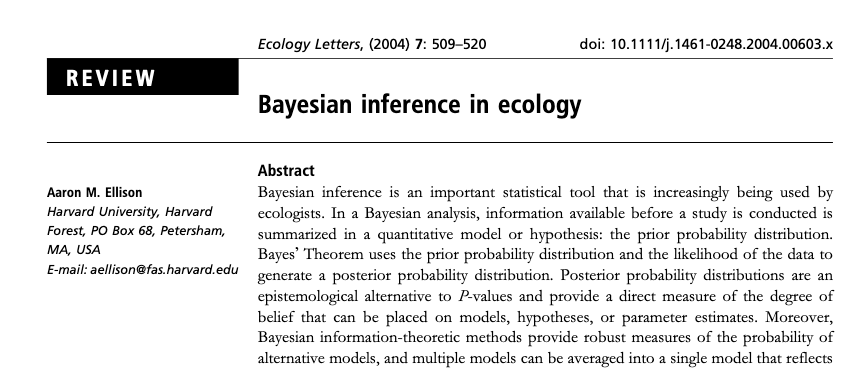 Ecology Letters, (2004) 7: 509–520 doi: 10.1111/j.1461-0248.2004.00603.x
REVIEW
Bayesian inference in ecology
Aaron M. Ellison
Harvard University, Harvard
Forest, PO Box 68, Petersham,
MA, USA
E-mail: aellison@fas.harvard.edu
Abstract
Bayesian inference is an important statistical tool that is increasingly being used by
ecologists. In a Bayesian analysis, information available before a study is conducted is
summarized in a quantitative model or hypothesis: the prior probability distribution.
Bayes’ Theorem uses the prior probability distribution and the likelihood of the data to
generate a posterior probability distribution. Posterior probability distributions are an
epistemological alternative to P-values and provide a direct measure of the degree of
belief that can be placed on models, hypotheses, or parameter estimates. Moreover,
Bayesian information-theoretic methods provide robust measures of the probability of
alternative models, and multiple models can be averaged into a single model that reflects